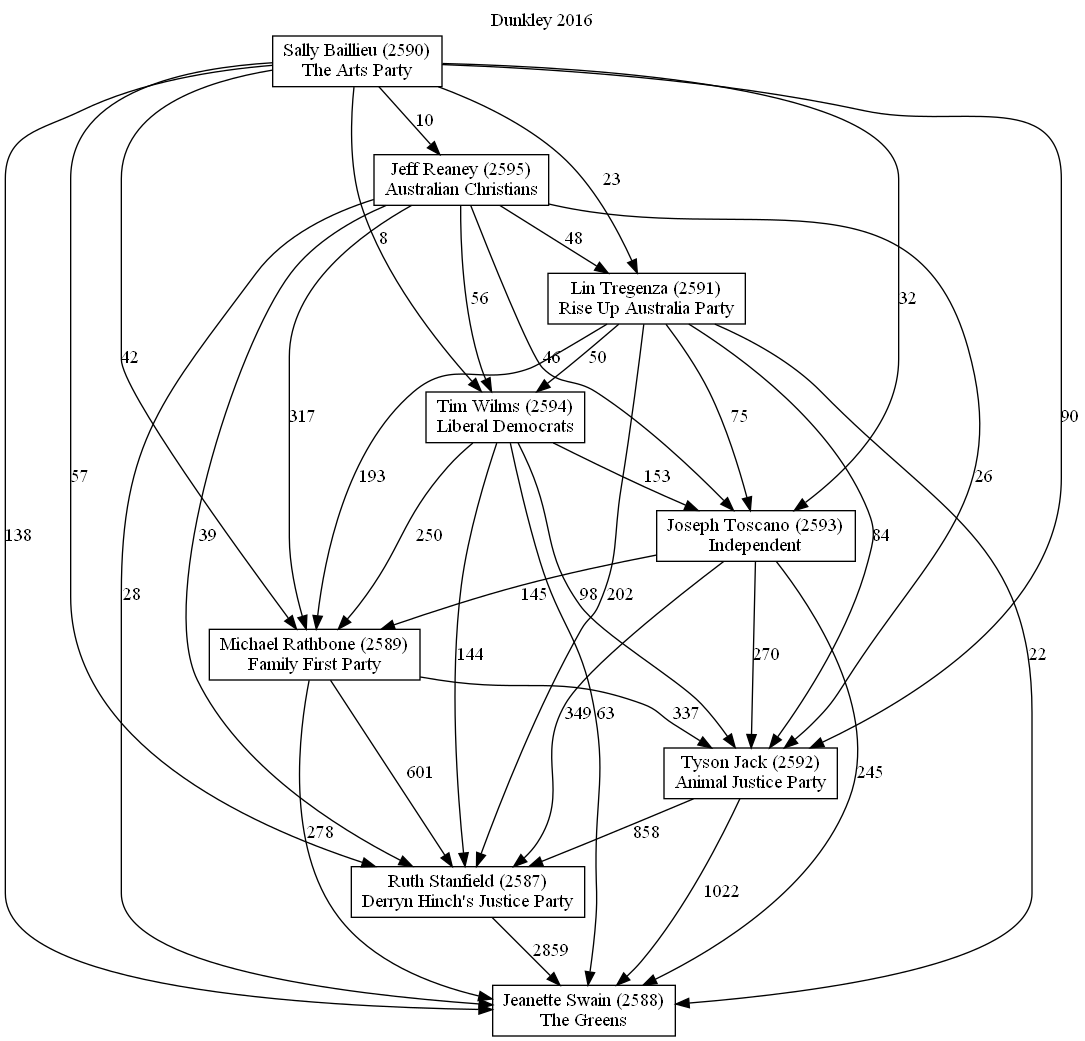 Dunkley 2016
Sally Baillieu (2590)
The Arts Party
10
Jeff Reaney (2595)
Australian Christians
23
8
48
Lin Tregenza (2591)
Rise Up Australia Party
56
32
42
46
50
Tim Wilms (2594)
Liberal Democrats
317
75
90
57
193
153
26
Joseph Toscano (2593)
Independent
138
39
250
84
28
145
98
202
Michael Rathbone (2589)
Family First Party
144
270
22
349
63
337
Tyson Jack (2592)
Animal Justice Party
601
245
278
858
Ruth Stanfield (2587)
Derryn Hinch's Justice Party
1022
2859
Jeanette Swain (2588)
The Greens